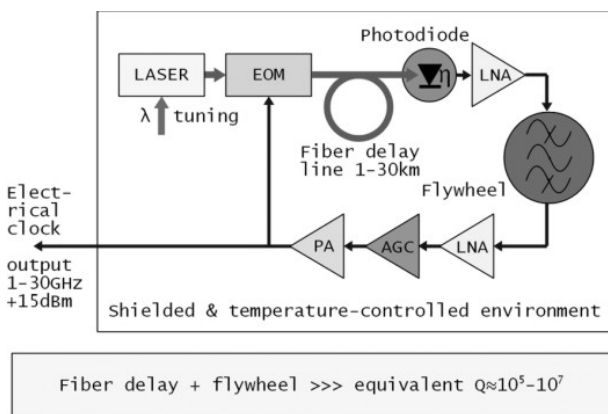 Photodiode
LASER
EOM
η
LNA
λ tuning
Fiber delay
line 1-30km
Flywheel
Elect-
rical
clock
output
1-30GHz
+15dBm
PA
AGC
LNA
Shielded & temperature-controlled environment
Fiber delay + flywheel >>> equivalent Q≈10⁵-10⁷